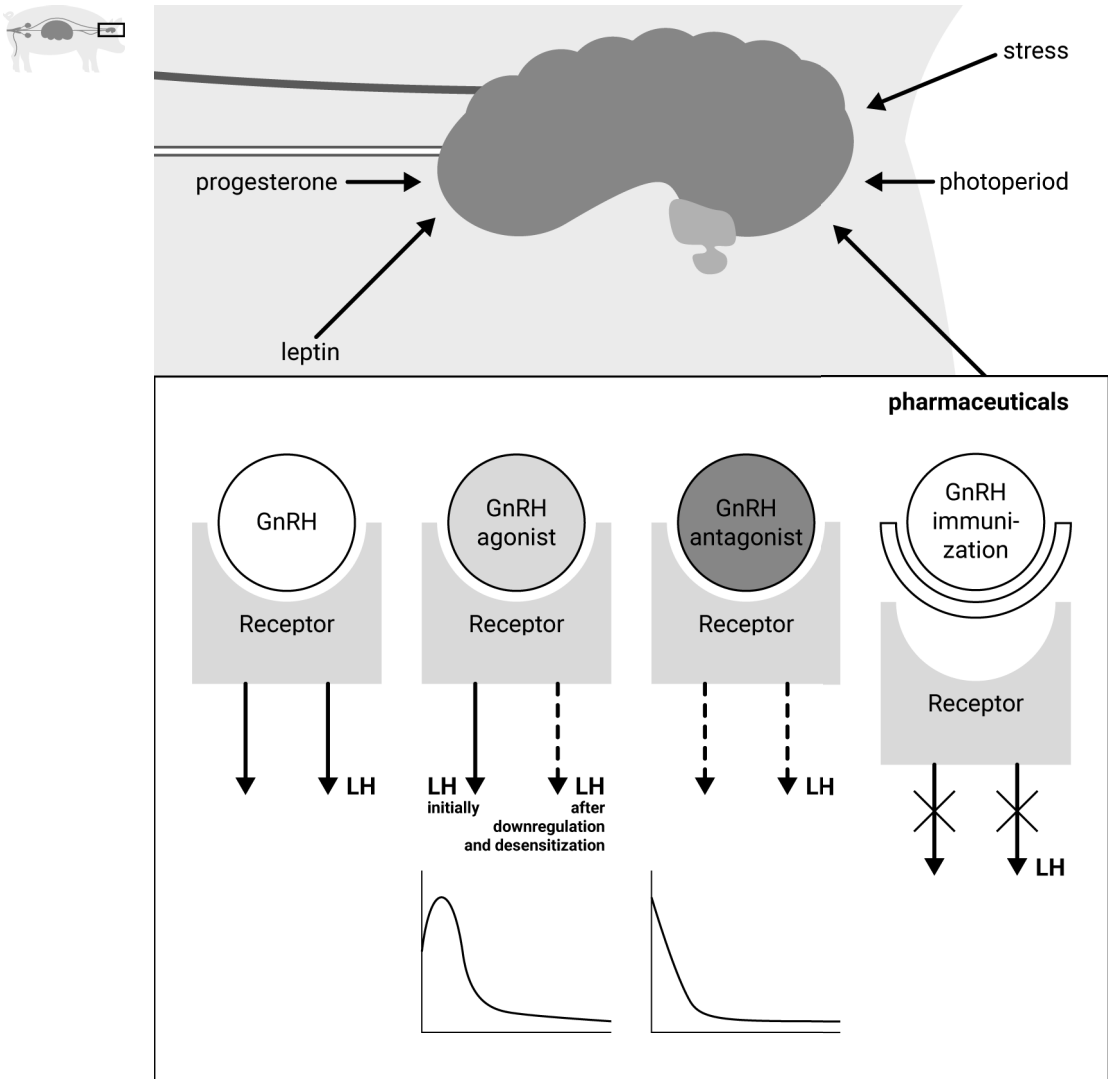 stress
progesterone
photoperiod
leptin
pharmaceuticals
GnRH
Receptor
LH
GnRH
agonist
Receptor
LH
initially
LH
after
downregulation
and desensitization
GnRH
antagonist
Receptor
LH
GnRH
immuni-
zation
Receptor
LH